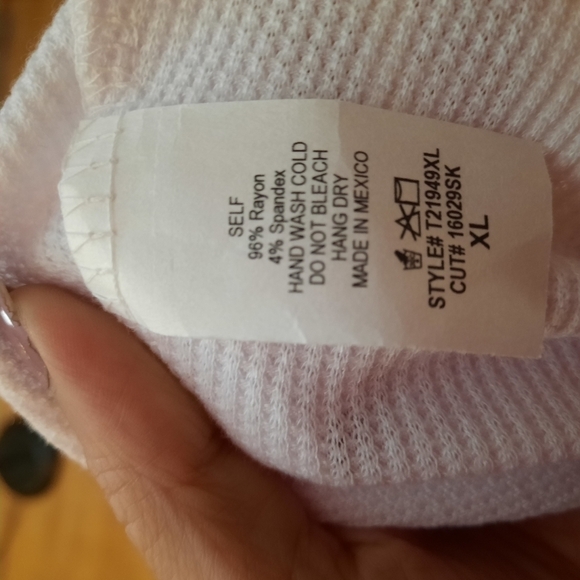 SELF
96% Rayon
4% Spandex
HAND WASH COLD
DO NOT BLEACH
HANG DRY
MADE IN MEXICO
STYLE# T21949XL
CUT# 16029SK
XL